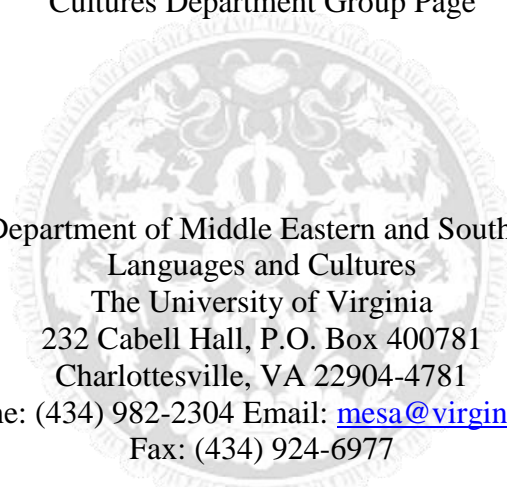 Cultures Department Group Page
Department of Middle Eastern and South
Languages and Cultures
The University of Virginia
232 Cabell Hall, P.O. Box 400781
Charlottesville, VA 22904-4781
ne: (434) 982-2304 Email: mesa@virgin
Fax: (434) 924-6977